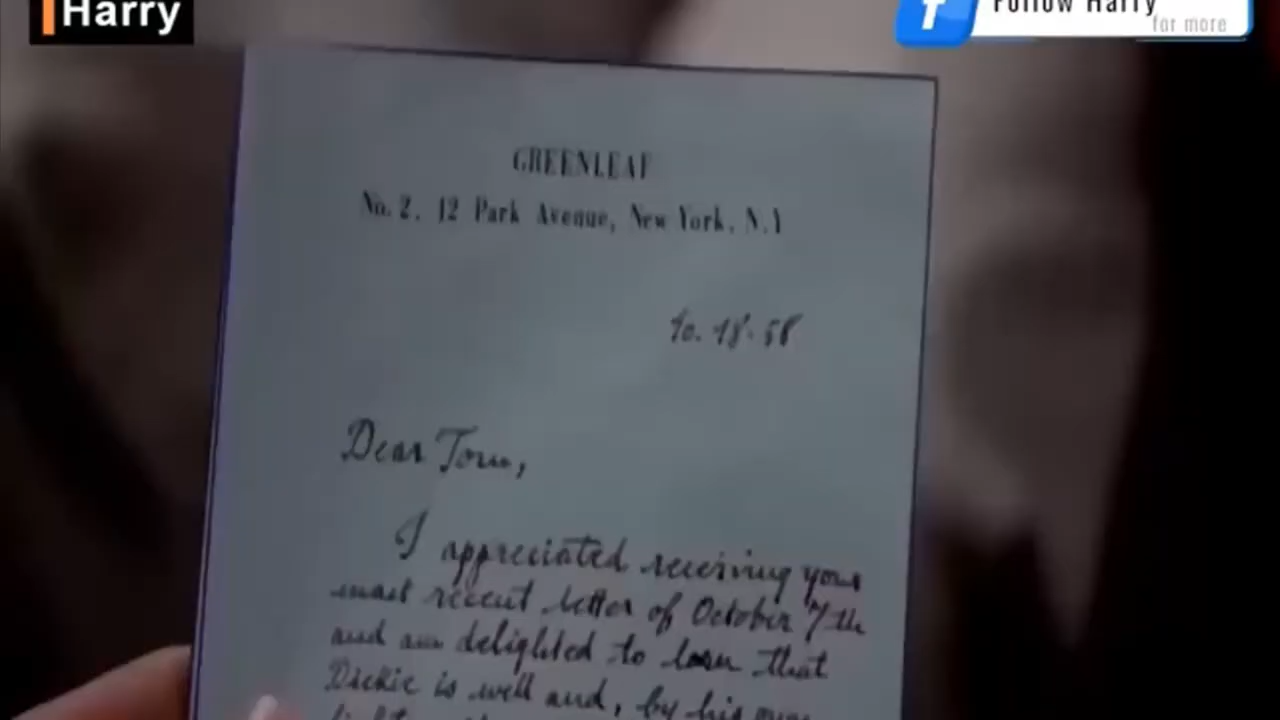 Harry
Follow Harry
for more
GREENLEAF
No. 2, 12 Park Avenue, New York, N.Y
10.18.58
Dear Tom,
I appreciated receiving your
most recent letter of October 7th
and am delighted to learn that
Dickie is well and, by his own